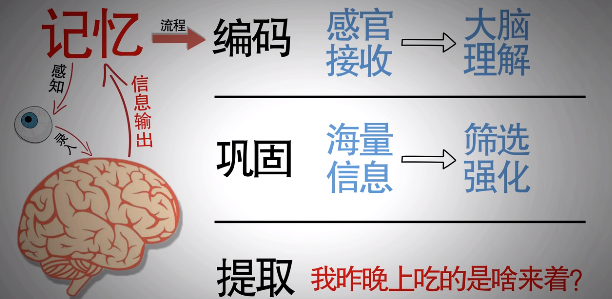 记忆
流程
编码
感官
接收
大脑
理解
感知
录入
信息输出
巩固
海量
信息
筛选
强化
提取
我昨晚上吃的是啥来着?